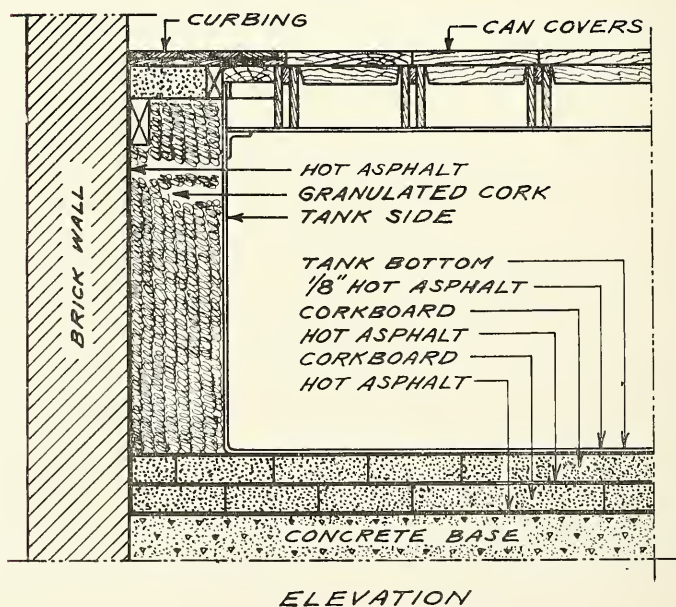 CURBING
CAN COVERS
HOT ASPHALT
GRANULATED CORK
TANK SIDE
BRICK WALL
TANK BOTTOM
1/8" HOT ASPHALT
CORKBOARD
HOT ASPHALT
CORKBOARD
HOT ASPHALT
CONCRETE BASE
ELEVATION